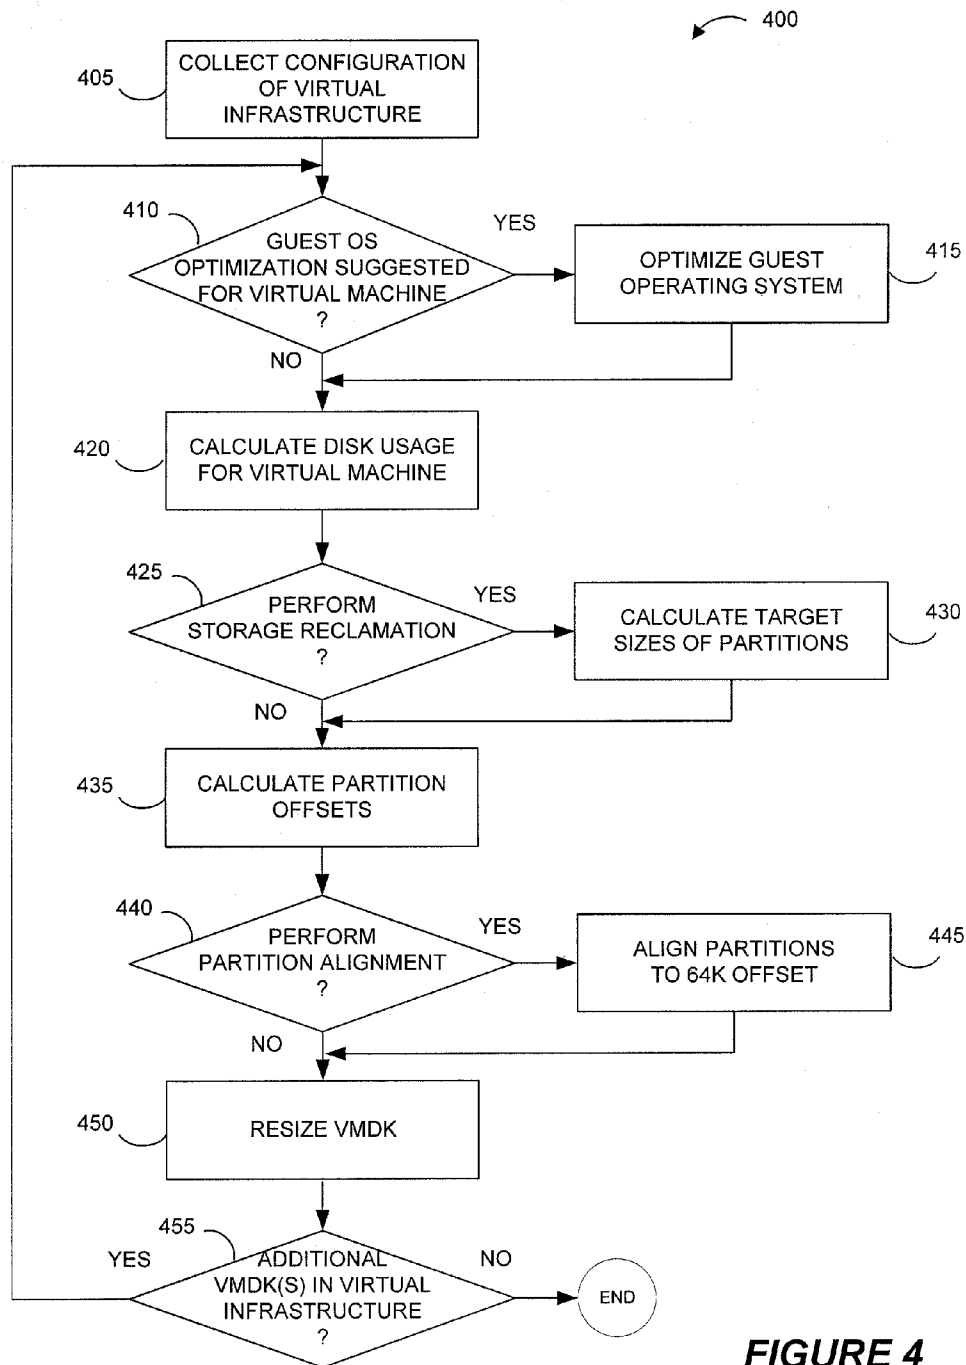 400
405
COLLECT CONFIGURATION
OF VIRTUAL
INFRASTRUCTURE
410
GUEST OS
OPTIMIZATION SUGGESTED
FOR VIRTUAL MACHINE
?
YES
NO
OPTIMIZE GUEST
OPERATING SYSTEM
415
420
CALCULATE DISK USAGE
FOR VIRTUAL MACHINE
425
PERFORM
STORAGE RECLAMATION
?
YES
NO
CALCULATE TARGET
SIZES OF PARTITIONS
430
435
CALCULATE PARTITION
OFFSETS
440
PERFORM
PARTITION ALIGNMENT
?
YES
NO
ALIGN PARTITIONS
TO 64K OFFSET
445
450
RESIZE VMDK
455
YES
ADDITIONAL
VMDK(S) IN VIRTUAL
INFRASTRUCTURE
?
NO
END
FIGURE 4